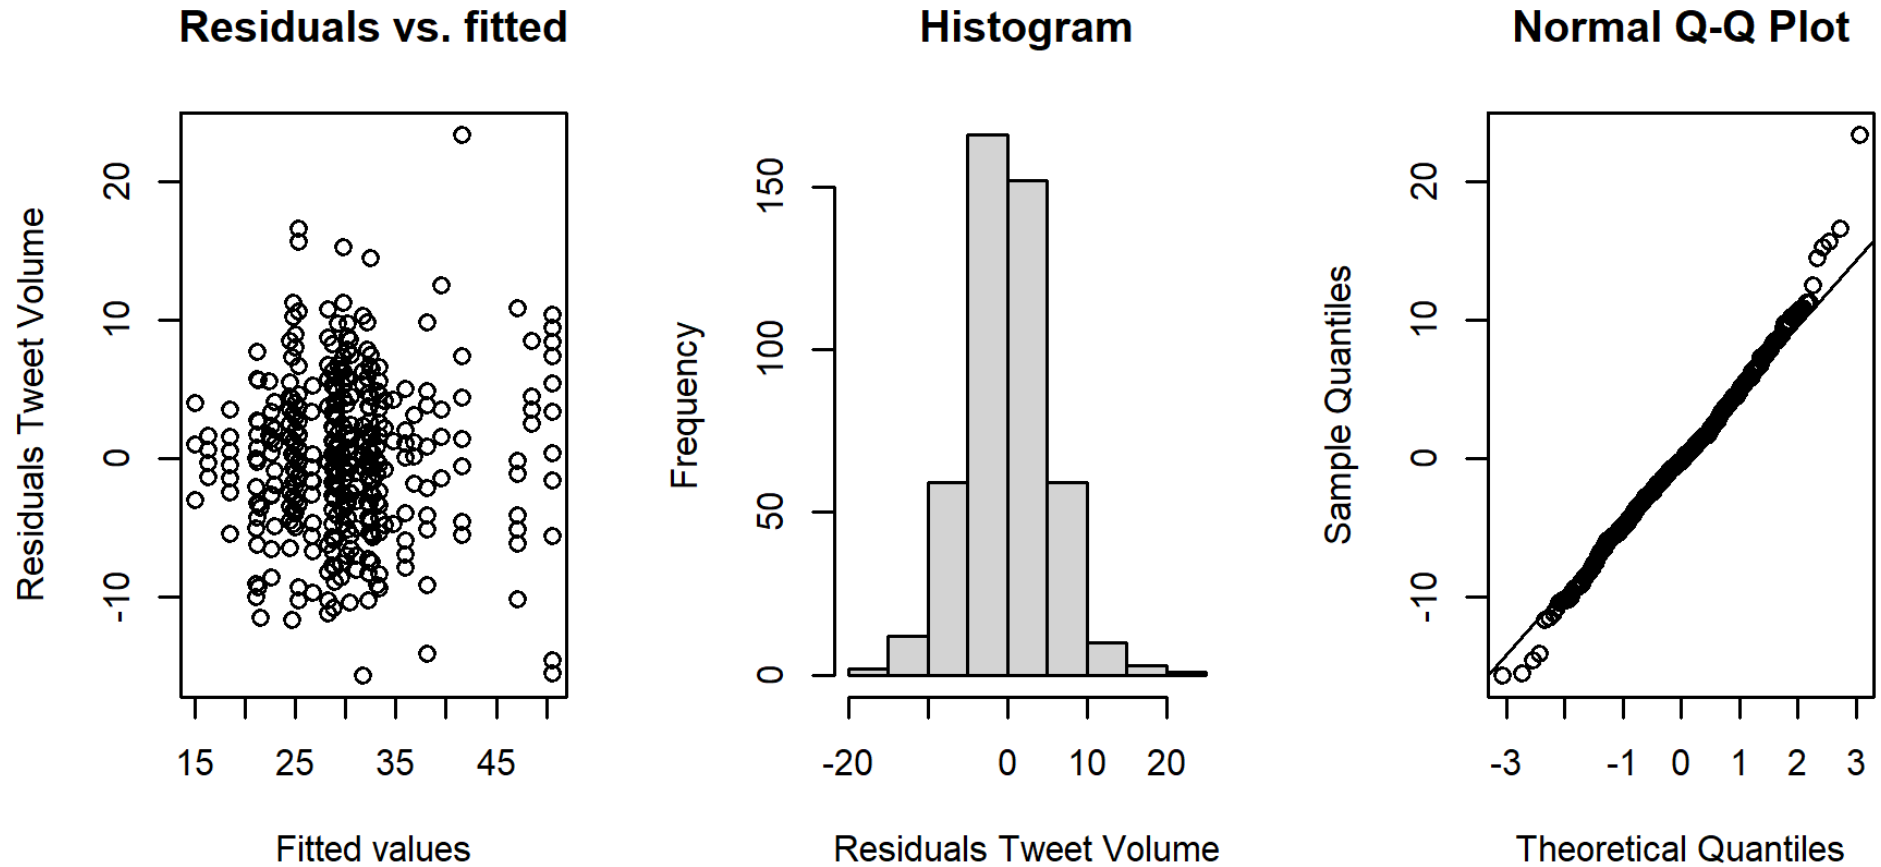 Residuals vs. fitted
Residuals Tweet Volume
20
10
0
-10
15 25 35 45
Fitted values
Histogram
Frequency
150
100
50
0
-20 0 10 20
Residuals Tweet Volume
Normal Q-Q Plot
Sample Quantiles
20
10
0
-10
-3 -1 0 1 2 3
Theoretical Quantiles